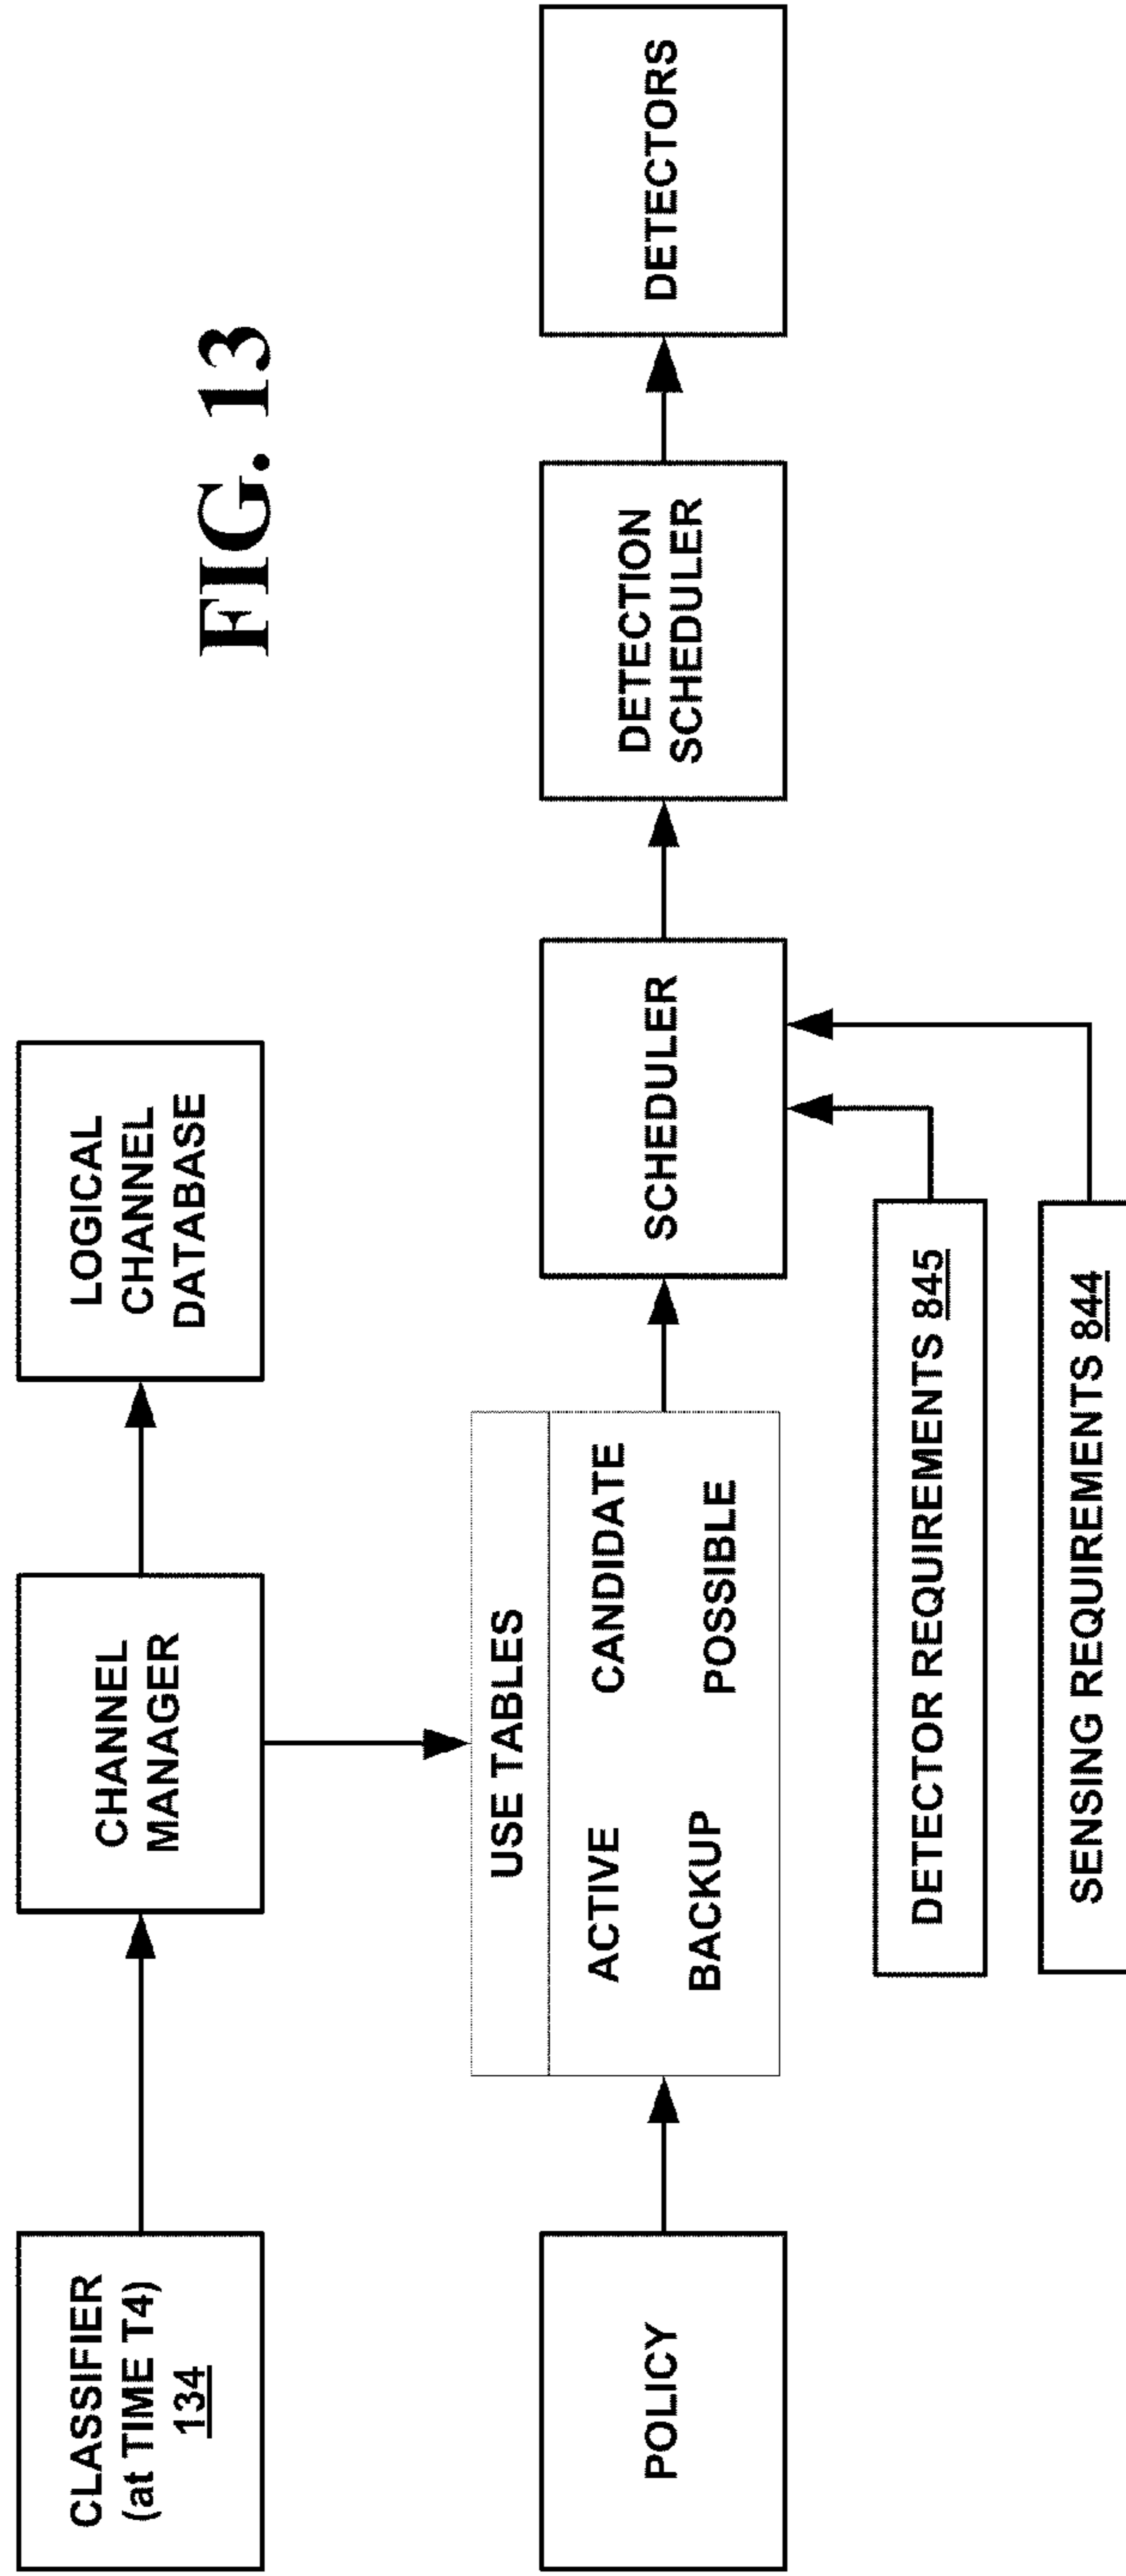 FIG. 13
CLASSIFIER
(at TIME T4)
134
CHANNEL
MANAGER
LOGICAL
CHANNEL
DATABASE
POLICY
USE TABLES
ACTIVE
CANDIDATE
BACKUP
POSSIBLE
SCHEDULER
DETECTION
SCHEDULER
DETECTORS
DETECTOR REQUIREMENTS 845
SENSING REQUIREMENTS 844